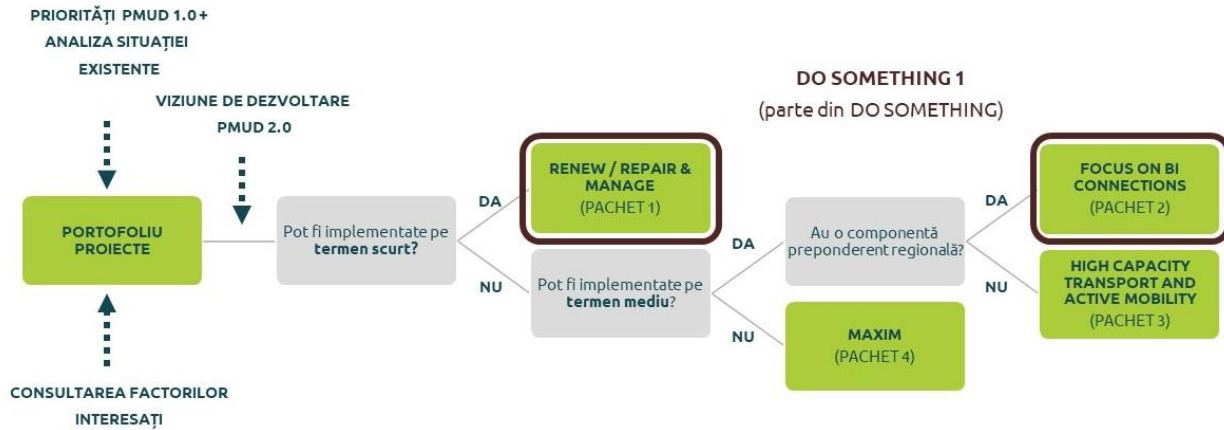 PRIORITĂȚI PMUD 1.0+
ANALIZA SITUAȚIEI
EXISTENTE
VIZIUNE DE DEZVOLTARE
PMUD 2.0
DO SOMETHING 1
(parte din DO SOMETHING)
PORTOFOLIU
PROIECTE
Pot fi implementate pe
termen scurt?
DA
NU
RENEW / REPAIR &
MANAGE
(PACHET 1)
Pot fi implementate pe
termen mediu?
DA
NU
Au o componentă
preponderent regională?
MAXIM
(PACHET 4)
DA
NU
FOCUS ON BI
CONNECTIONS
(PACHET 2)
HIGH CAPACITY
TRANSPORT AND
ACTIVE MOBILITY
(PACHET 3)
CONSULTAREA FACTORILOR
INTERESAȚI